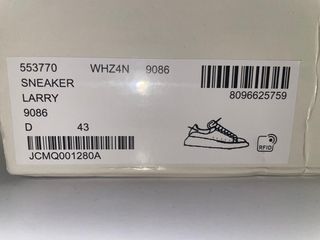 553770 WHZ4N 9086
SNEAKER
LARRY
9086
D 43
8096625759
RFID
JCMQ001280A